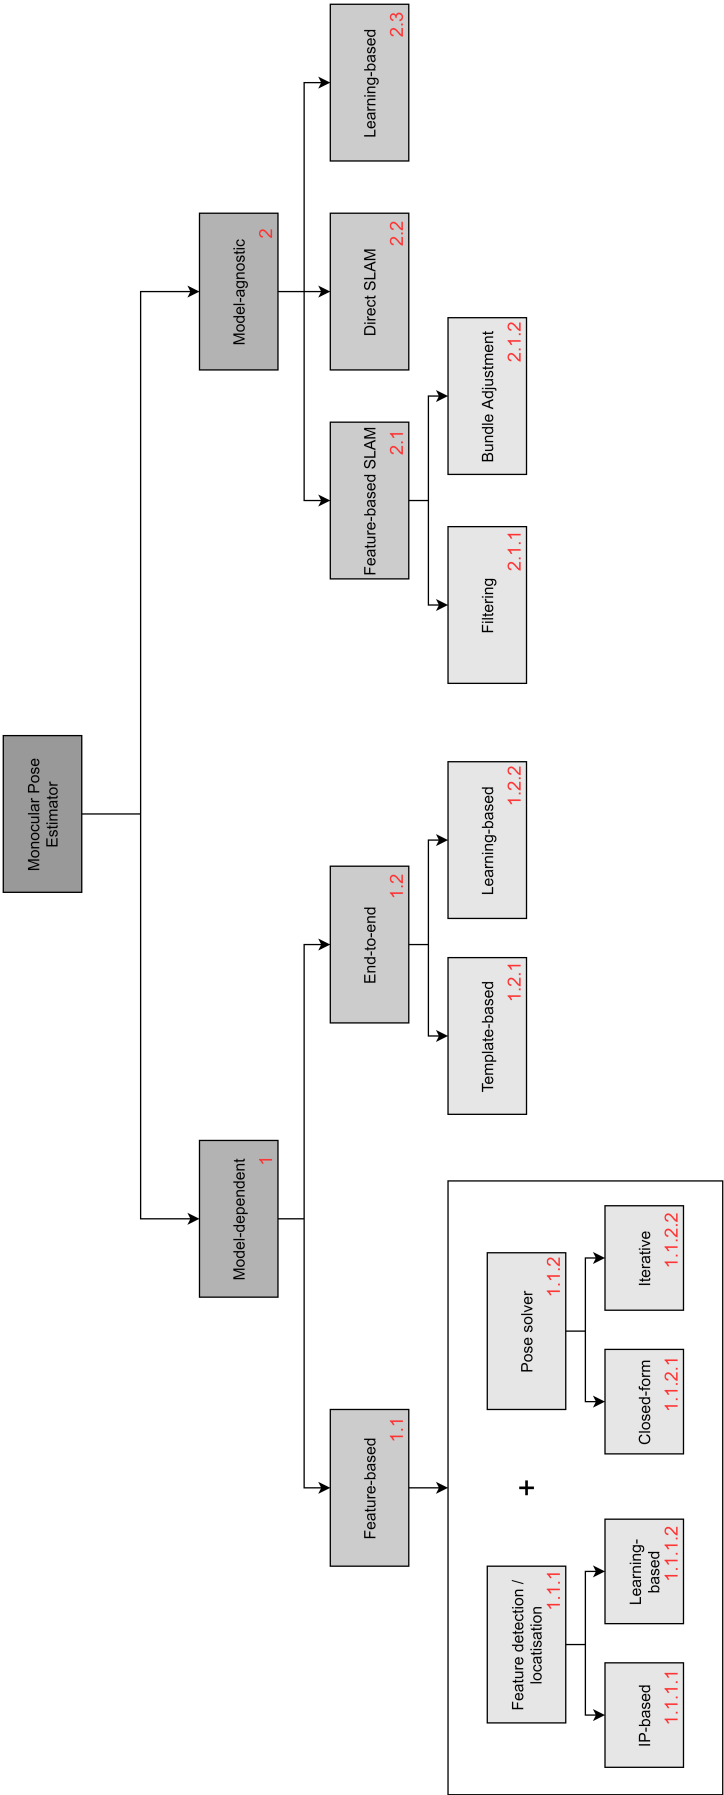 Monocular Pose
Estimator
Model-dependent
1
Model-agnostic
2
Feature-based
1.1
End-to-end
1.2
Feature-based SLAM
2.1
Direct SLAM
2.2
Learning-based
2.3
Template-based
1.2.1
Learning-based
1.2.2
Filtering
2.1.1
Bundle Adjustment
2.1.2
Feature detection /
locatisation
1.1.1
+
Pose solver
1.1.2
IP-based
1.1.1.1
Learning-
based
1.1.1.2
Closed-form
1.1.2.1
Iterative
1.1.2.2